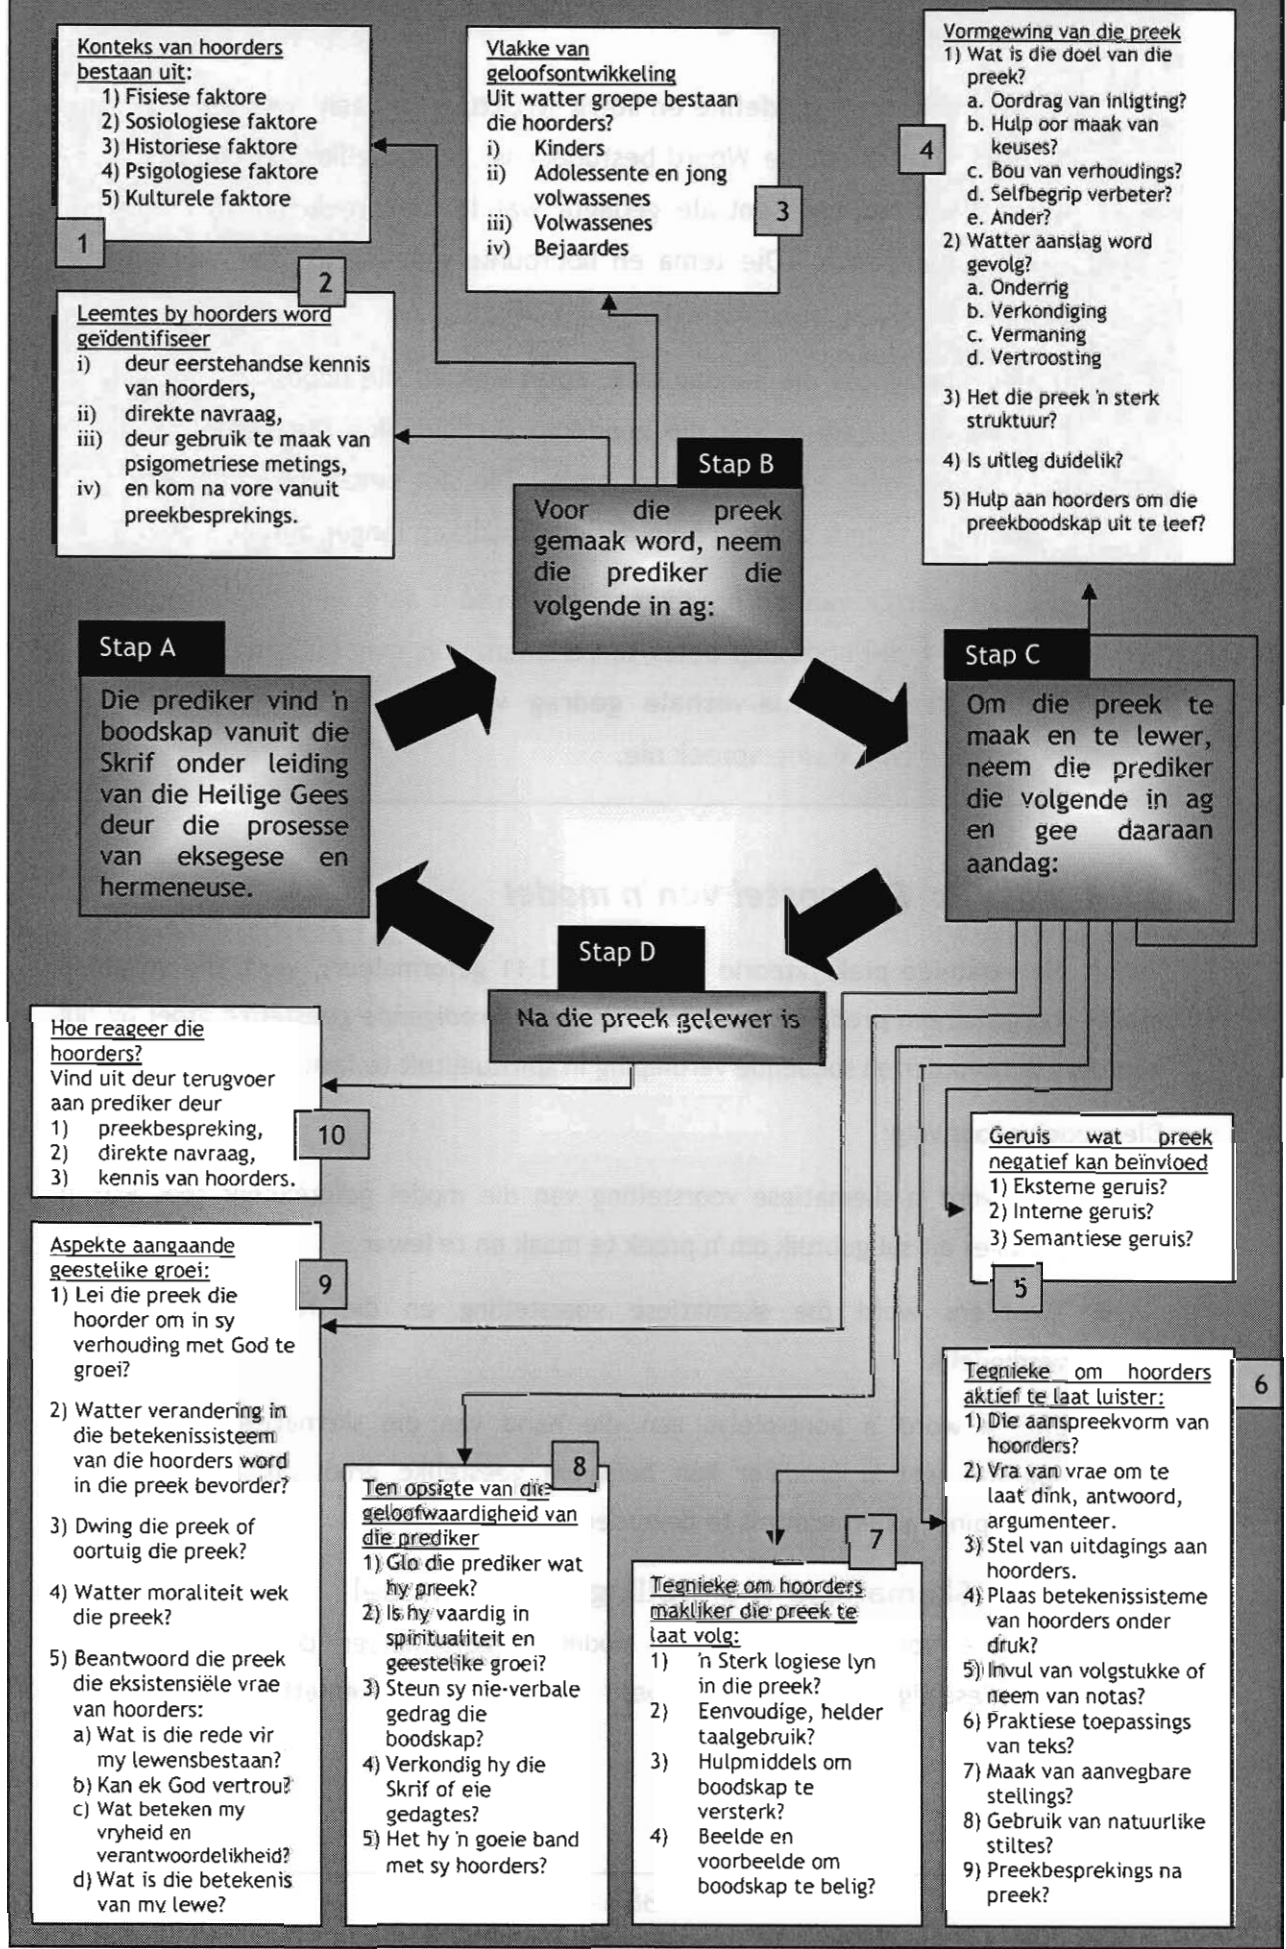 Konteks van hoorders
bestaan uit:
1) Fisiese faktore
2) Sosiologiese faktore
3) Historiese faktore
4) Psigologiese faktore
5) Kulturele faktore
1
2
Leemtes by hoorders word
geïdentifiseer
i) deur eerstehandse kennis
van hoorders,
ii) direkte navraag,
iii) deur gebruik te maak van
psigometriese metings,
iv) en kom na vore vanuit
preekbesprekings.
Vlakke van
geloofsontwikkeling
Uit watter groepe bestaan
die hoorders?
i) Kinders
ii) Adolessente en jong
volwassenes
iii) Volwassenes
iv) Bejaardes
3
Vormgewing van die preek
1) Wat is die doel van die
preek?
a. Oordrag van inligting?
b. Hulp oor maak van
keuses?
c. Bou van verhoudings?
d. Selfbegrip verbeter?
e. Ander?
2) Watter aanslag word
gevolg?
a. Onderrig
b. Verkondiging
c. Vermaning
d. Vertroosting
3) Het die preek 'n sterk
struktuur?
4) Is uitleg duidelik?
5) Hulp aan hoorders om die
preekboodskap uit te leef?
4
Stap A
Die prediker vind 'n
boodskap vanuit die
Skrif onder leiding
van die Heilige Gees
deur die prosesse
van eksegese en
hermeneuse.
Stap B
Voor die preek
gemaak word, neem
die prediker die
volgende in ag:
Stap C
Om die preek te
maak en te lewer,
neem die prediker
die volgende in ag
en gee daaraan
aandag:
Stap D
Na die preek gelewer is
Hoe reageer die
hoorders?
Vind uit deur terugvoer
aan prediker deur
1) preekbespreking,
2) direkte navraag,
3) kennis van hoorders.
10
Geruis wat preek
negatief kan beïnvloed
1) Eksterne geruis?
2) Interne geruis?
3) Semantiese geruis?
5
Aspekte aangaande
geestelike groei:
1) Lei die preek die
hoorder om in sy
verhouding met God te
groei?
2) Watter verandering in
die betekenissisteem
van die hoorders word
in die preek bevorder?
3) Dwing die preek of
oortuig die preek?
4) Watter moraliteit wek
die preek?
5) Beantwoord die preek
die eksistensiële vrae
van hoorders:
a) Wat is die rede vir
my lewensbestaan?
b) Kan ek God vertrou?
c) Wat beteken my
vryheid en
verantwoordelikheid?
d) Wat is die betekenis
van my lewe?
9
8
Ten opsigte van die
geloofwaardigheid van
die prediker
1) Glo die prediker wat
hy preek?
2) Is hy vaardig in
spiritualiteit en
geestelike groei?
3) Steun sy nie-verbale
gedrag die
boodskap?
4) Verkondig hy die
Skrif of eie
gedagtes?
5) Het hy 'n goeie band
met sy hoorders?
7
Tegnieke om hoorders
makliker die preek te
laat volg:
1) 'n Sterk logiese lyn
in die preek?
2) Eenvoudige, helder
taalgebruik?
3) Hulpmiddels om
boodskap te
versterk?
4) Beelde en
voorbeelde om
boodskap te belig?
6
Tegnieke om hoorders
aktief te laat luister:
1) Die aanspreekvorm van
hoorders?
2) Vra van vrae om te
laat dink, antwoord,
argumenteer.
3) Stel van uitdagings aan
hoorders.
4) Plaas betekenissisteme
van hoorders onder
druk?
5) Invul van volgstukke of
neem van notas?
6) Praktiese toepassings
van teks?
7) Maak van aanvegbare
stellings?
8) Gebruik van natuurlike
stiltes?
9) Preekbesprekings na
preek?